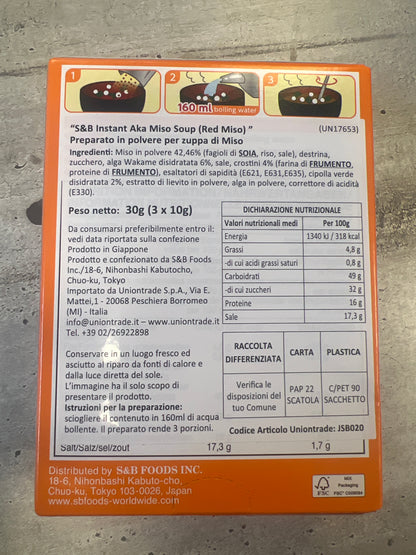 1
2
3
160 ml boiling water
"S&B Instant Aka Miso Soup (Red Miso) "
(UN17653)
Preparato in polvere per zuppa di Miso
Ingredienti: Miso in polvere 42,46% (fagioli di SOIA, riso, sale), destrina,
zucchero, alga Wakame disidratata 6%, sale, crostini 4% (farina di FRUMENTO,
proteine di FRUMENTO), esaltatori di sapidità (E621, E631,E635), cipolla verde
disidratata 2%, estratto di lievito in polvere, alga in polvere, correttore di acidità
(E330).
Peso netto: 30g (3 x 10g)
Da consumarsi preferibilmente entro il:
vedi data riportata sulla confezione
Prodotto in Giappone
Prodotto e confezionato da S&B Foods
Inc./18-6, Nihonbashi Kabutocho,
Chuo-ku, Tokyo
Importato da Uniontrade S.p.A., Via E.
Mattei,1 - 20068 Peschiera Borromeo
(MI) - Italia
info@uniontrade.it – www.uniontrade.it
Tel. +39 02/26922898
Conservare in un luogo fresco ed
asciutto al riparo da fonti di calore e
dalla luce diretta del sole.
L'immagine ha il solo scopo di
presentare il prodotto.
Istruzioni per la preparazione:
sciogliere il contenuto in 160ml di acqua
bollente. Il preparato rende 3 porzioni.
DICHIARAZIONE NUTRIZIONALE
Valori nutrizionali medi Per 100g
Energia 1340 kJ / 318 kcal
Grassi 4,8 g
-di cui acidi grassi saturi 0,8 g
Carboidrati 49 g
-di cui zuccheri 32 g
Proteine 16 g
Sale 17,3 g
RACCOLTA DIFFERENZIATA CARTA PLASTICA
Verifica le disposizioni del tuo Comune PAP 22 SCATOLA C/PET 90 SACCHETTO
Codice Articolo Uniontrade: JSB020
Salt/Salz/sel/zout 17,3 g 1,7 g
Distributed by S&B FOODS INC.
18-6, Nihonbashi Kabuto-cho,
Chuo-ku, Tokyo 103-0026, Japan
www.sbfoods-worldwide.com
FSC
MIX
Packaging